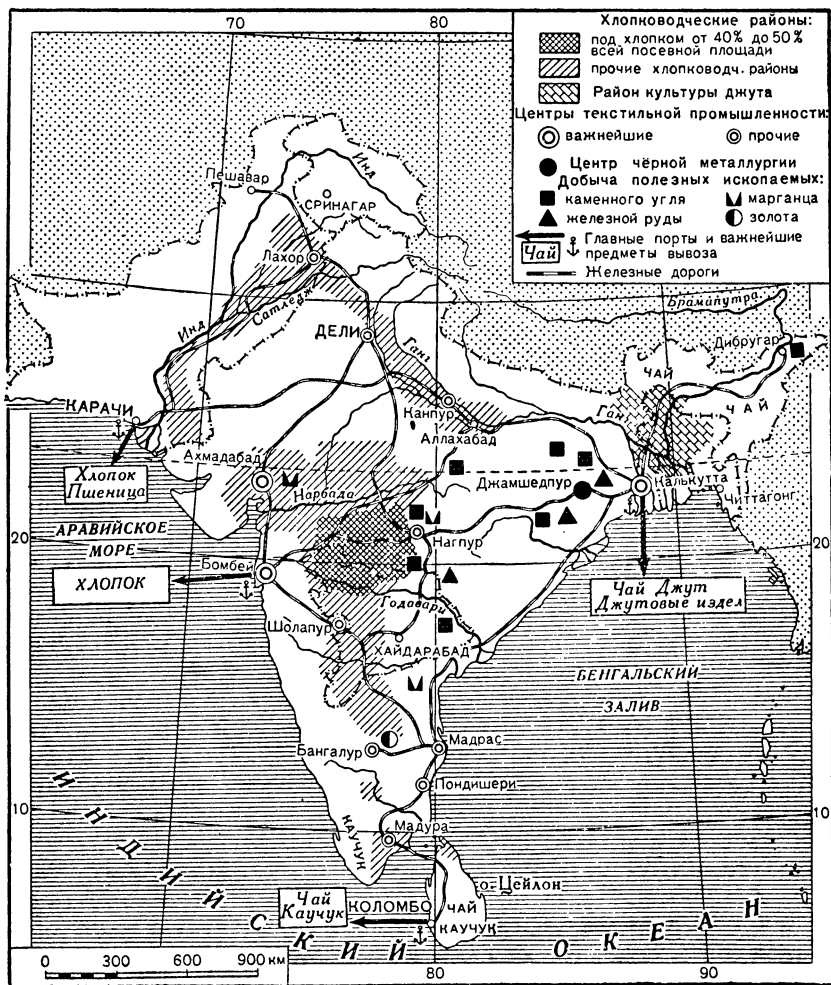 70
80
90
Хлопководческие районы:
под хлопком от 40% до 50%
всей посевной площади
прочие хлопководч. районы
Район культуры джута
Центры текстильной промышленности:
важнейшие
прочие
Центр чёрной металлургии
Добыча полезных ископаемых:
каменного угля
марганца
железной руды
золота
Чай
Главные порты и важнейшие
предметы вывоза
Железные дороги
Пешавар
Инд
СРИНАГАР
Лахор
Инд
Сатледж
ДЕЛИ
Ганг
Брамапутра
Дибругар
ЧАЙ
ЧАЙ
КАРАЧИ
Канпур
Аллахабад
Ган
Хлопок
Пшеница
Ахмадабад
Нарбада
Джамшедпур
Калькутта
Читтагонг
20
20
АРАВИЙСКОЕ
МОРЕ
Нагпур
Бомбей
ХЛОПОК
Чай Джут
Джутовые издел
Годавари
Шолапур
ХАЙДАРАБАД
БЕНГАЛЬСКИЙ
ЗАЛИВ
Бангалур
Мадрас
Пондишери
10
10
КАУЧУК
Мадура
о-Цейлон
Чай
Каучук
КОЛОМБО
ЧАЙ
КАУЧУК
ИНДИЙСКИЙ ОКЕАН
0 300 600 900 км
80
90